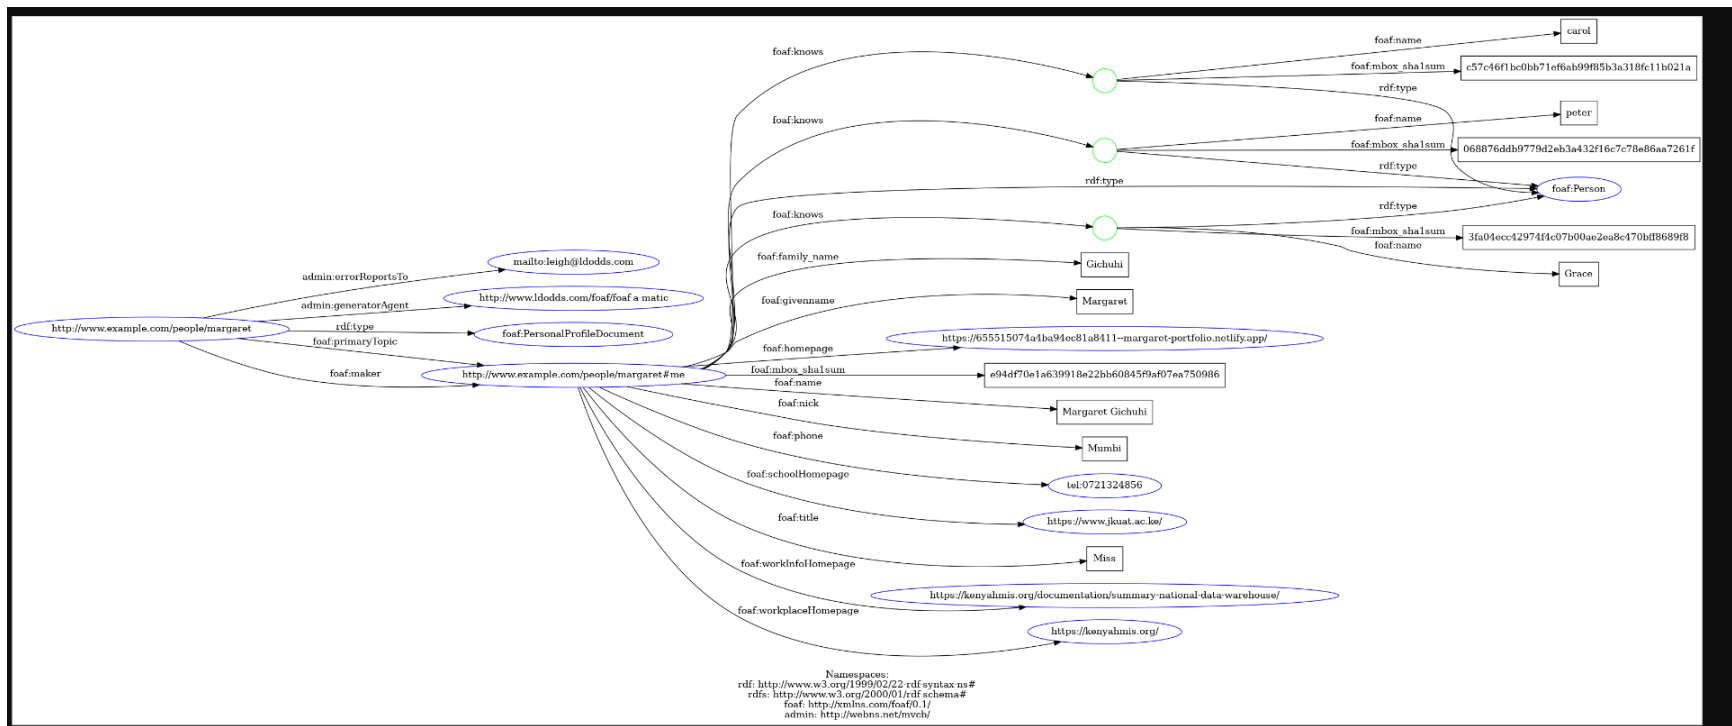 foaf:knows
foaf:name
carol
foaf:mbox_sha1sum
c57c46f1bc0bb71ef6ab99f85b3a318fc11b021a
rdf:type
foaf:knows
foaf:name
peter
foaf:mbox_sha1sum
068876ddb9779d2eb3a432f16c7c78e86aa7261f
rdf:type
rdf:type
foaf:Person
foaf:knows
rdf:type
foaf:mbox_sha1sum
3fa04ecc42974f4c07b00ae2ea8c470bff8689f8
foaf:name
Grace
foaf:family_name
Gichuhi
foaf:givenname
Margaret
admin:errorReportsTo
mailto:leigh@ldodds.com
admin:generatorAgent
http://www.ldodds.com/foaf/foaf-a-matic
http://www.example.com/people/margaret
rdf:type
foaf:PersonalProfileDocument
foaf:primaryTopic
foaf:maker
http://www.example.com/people/margaret#me
foaf:homepage
https://655515074a4ba94ec81a8411--margaret-portfolio.netlify.app/
foaf:mbox_sha1sum
e94df70e1a639918e22bb60845f9af07ea750986
foaf:name
Margaret Gichuhi
foaf:nick
Mumbi
foaf:phone
tel:0721324856
foaf:schoolHomepage
https://www.jkuat.ac.ke/
foaf:title
Miss
foaf:workInfoHomepage
https://kenyahmis.org/documentation/summary-national-data-warehouse/
foaf:workplaceHomepage
https://kenyahmis.org/
Namespaces:
rdf: http://www.w3.org/1999/02/22-rdf-syntax-ns#
rdfs: http://www.w3.org/2000/01/rdf-schema#
foaf: http://xmlns.com/foaf/0.1/
admin: http://webns.net/mvcb/